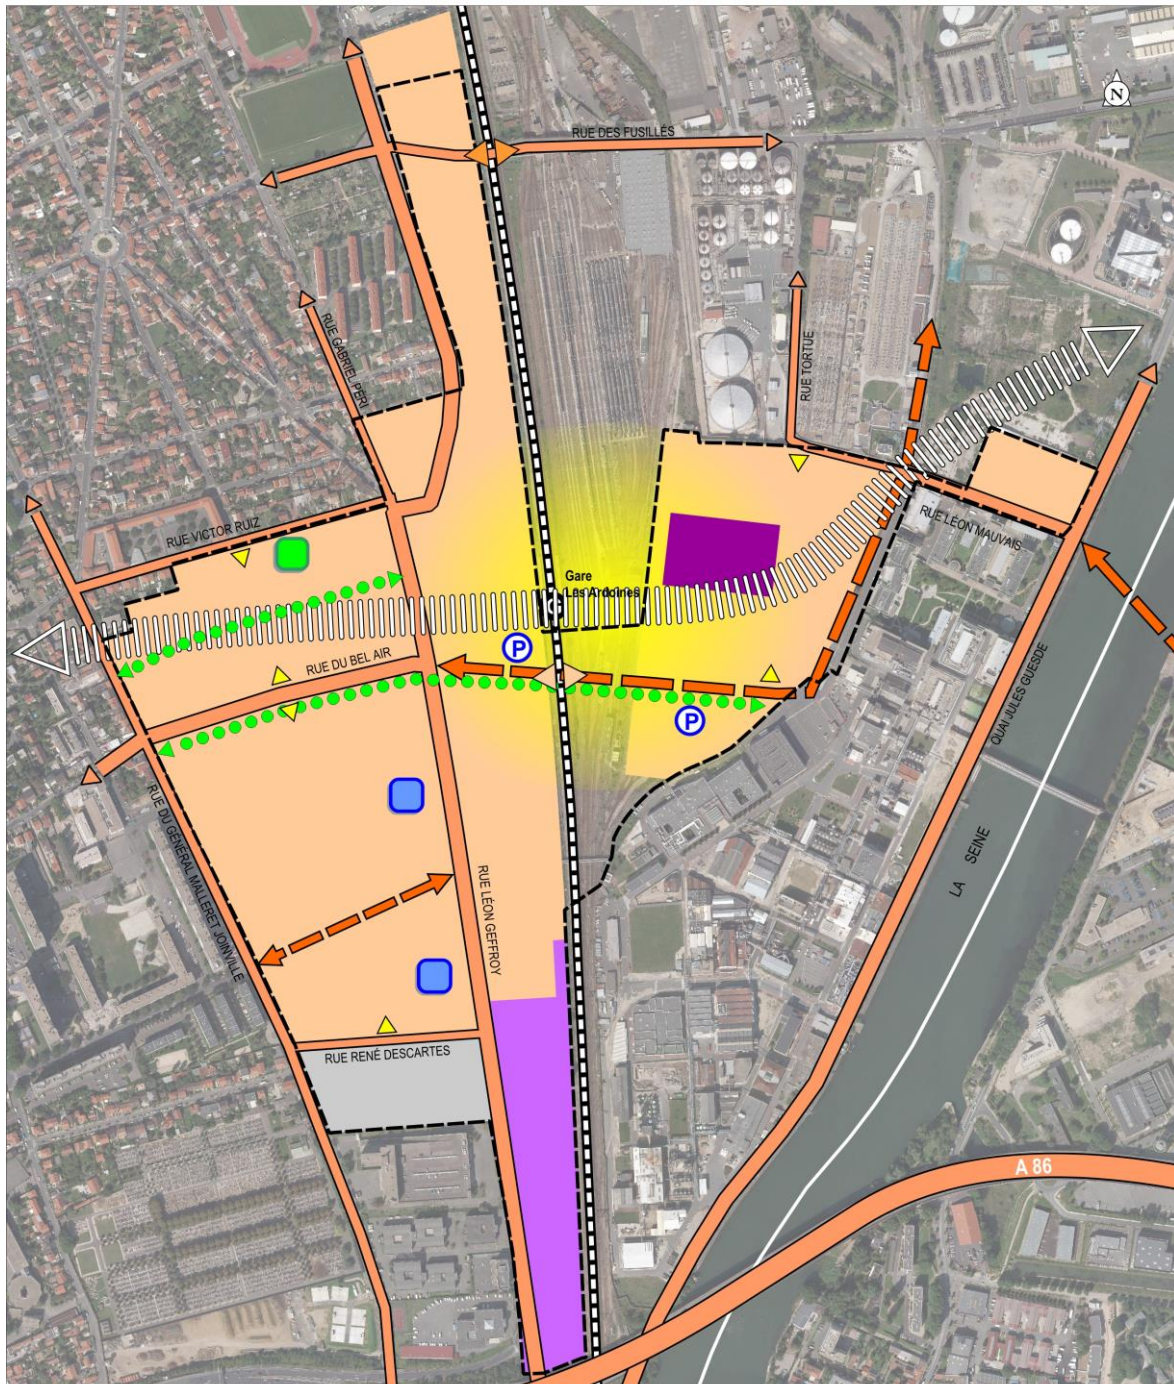 N
RUE DES FUSILLÉS
RUE GABRIEL PÉRI
RUE TORTUE
RUE VICTOR RUIZ
RUE LÉON MAUVAIS
Gare
Les Ardoines
G
P
RUE DU BEL AIR
P
QUAI JULES GUESDE
RUE DU GÉNÉRAL MALLERET JOINVILLE
LA SEINE
RUE LÉON GEFFROY
RUE RENÉ DESCARTES
A 86